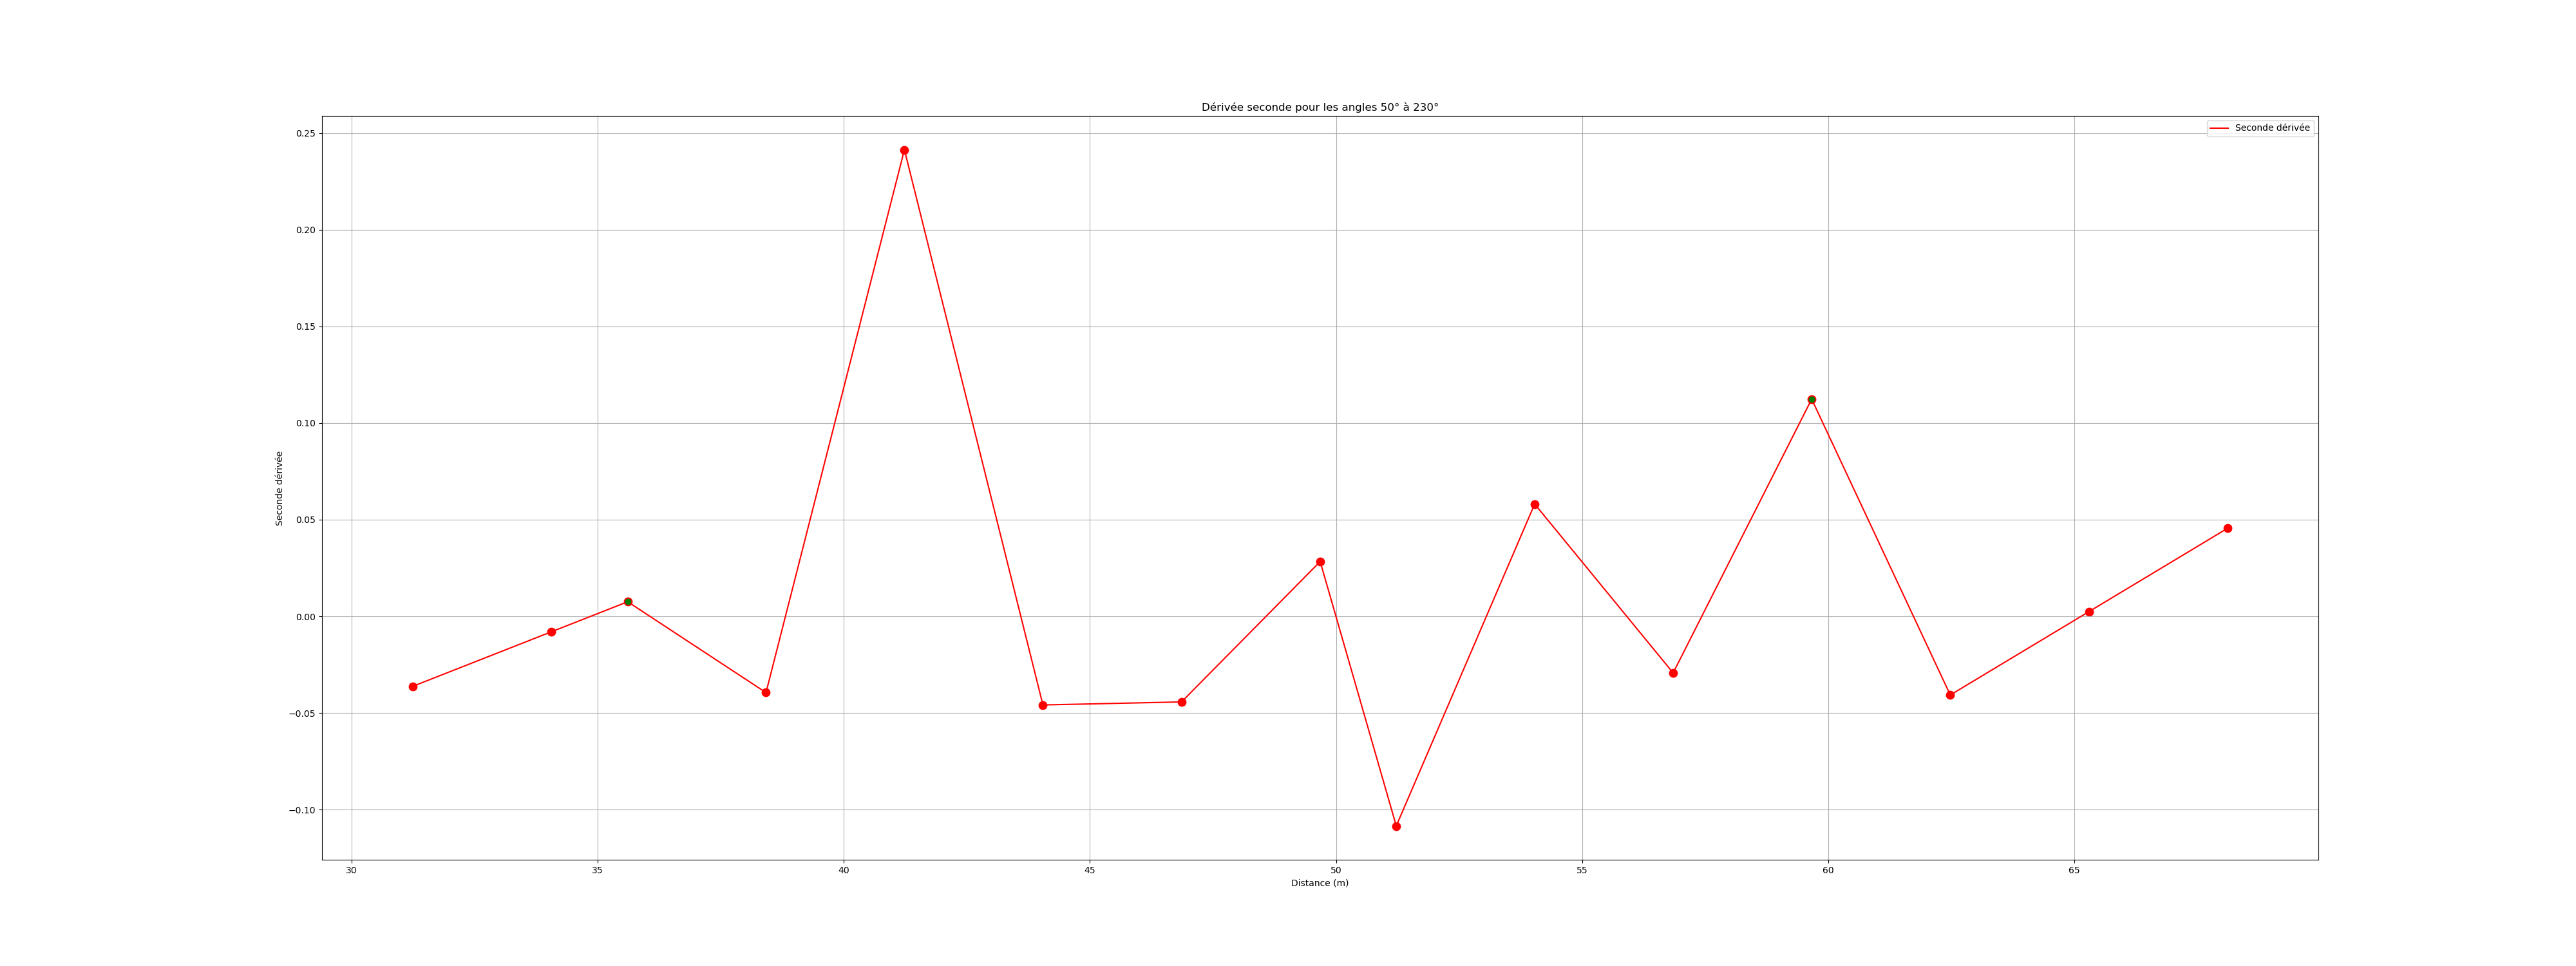 Dérivée seconde pour les angles 50° à 230°
Seconde dérivée
0.25
0.20
0.15
0.10
0.05
0.00
−0.05
−0.10
Seconde dérivée
30 35 40 45 50 55 60 65
Distance (m)